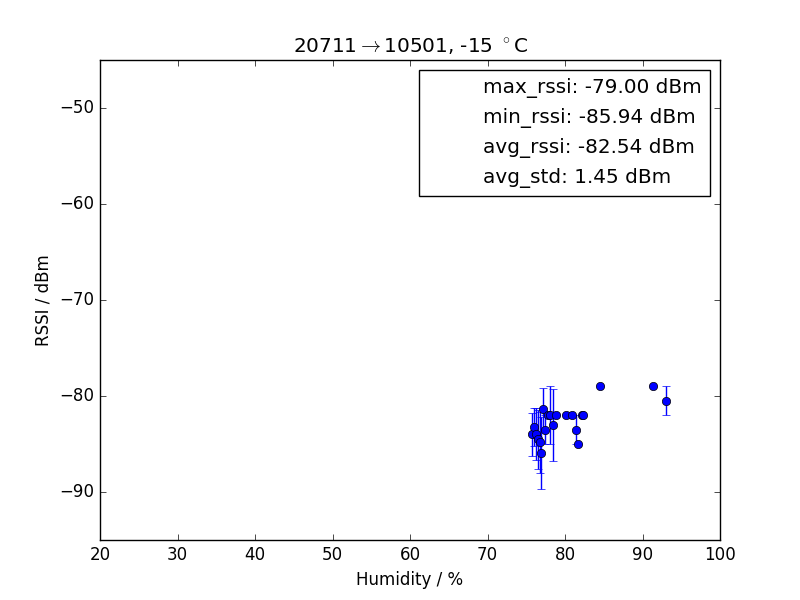 20711→10501, -15 °C
max_rssi: -79.00 dBm
min_rssi: -85.94 dBm
avg_rssi: -82.54 dBm
avg_std: 1.45 dBm
RSSI / dBm
−50
−60
−70
−80
−90
20 30 40 50 60 70 80 90 100
Humidity / %